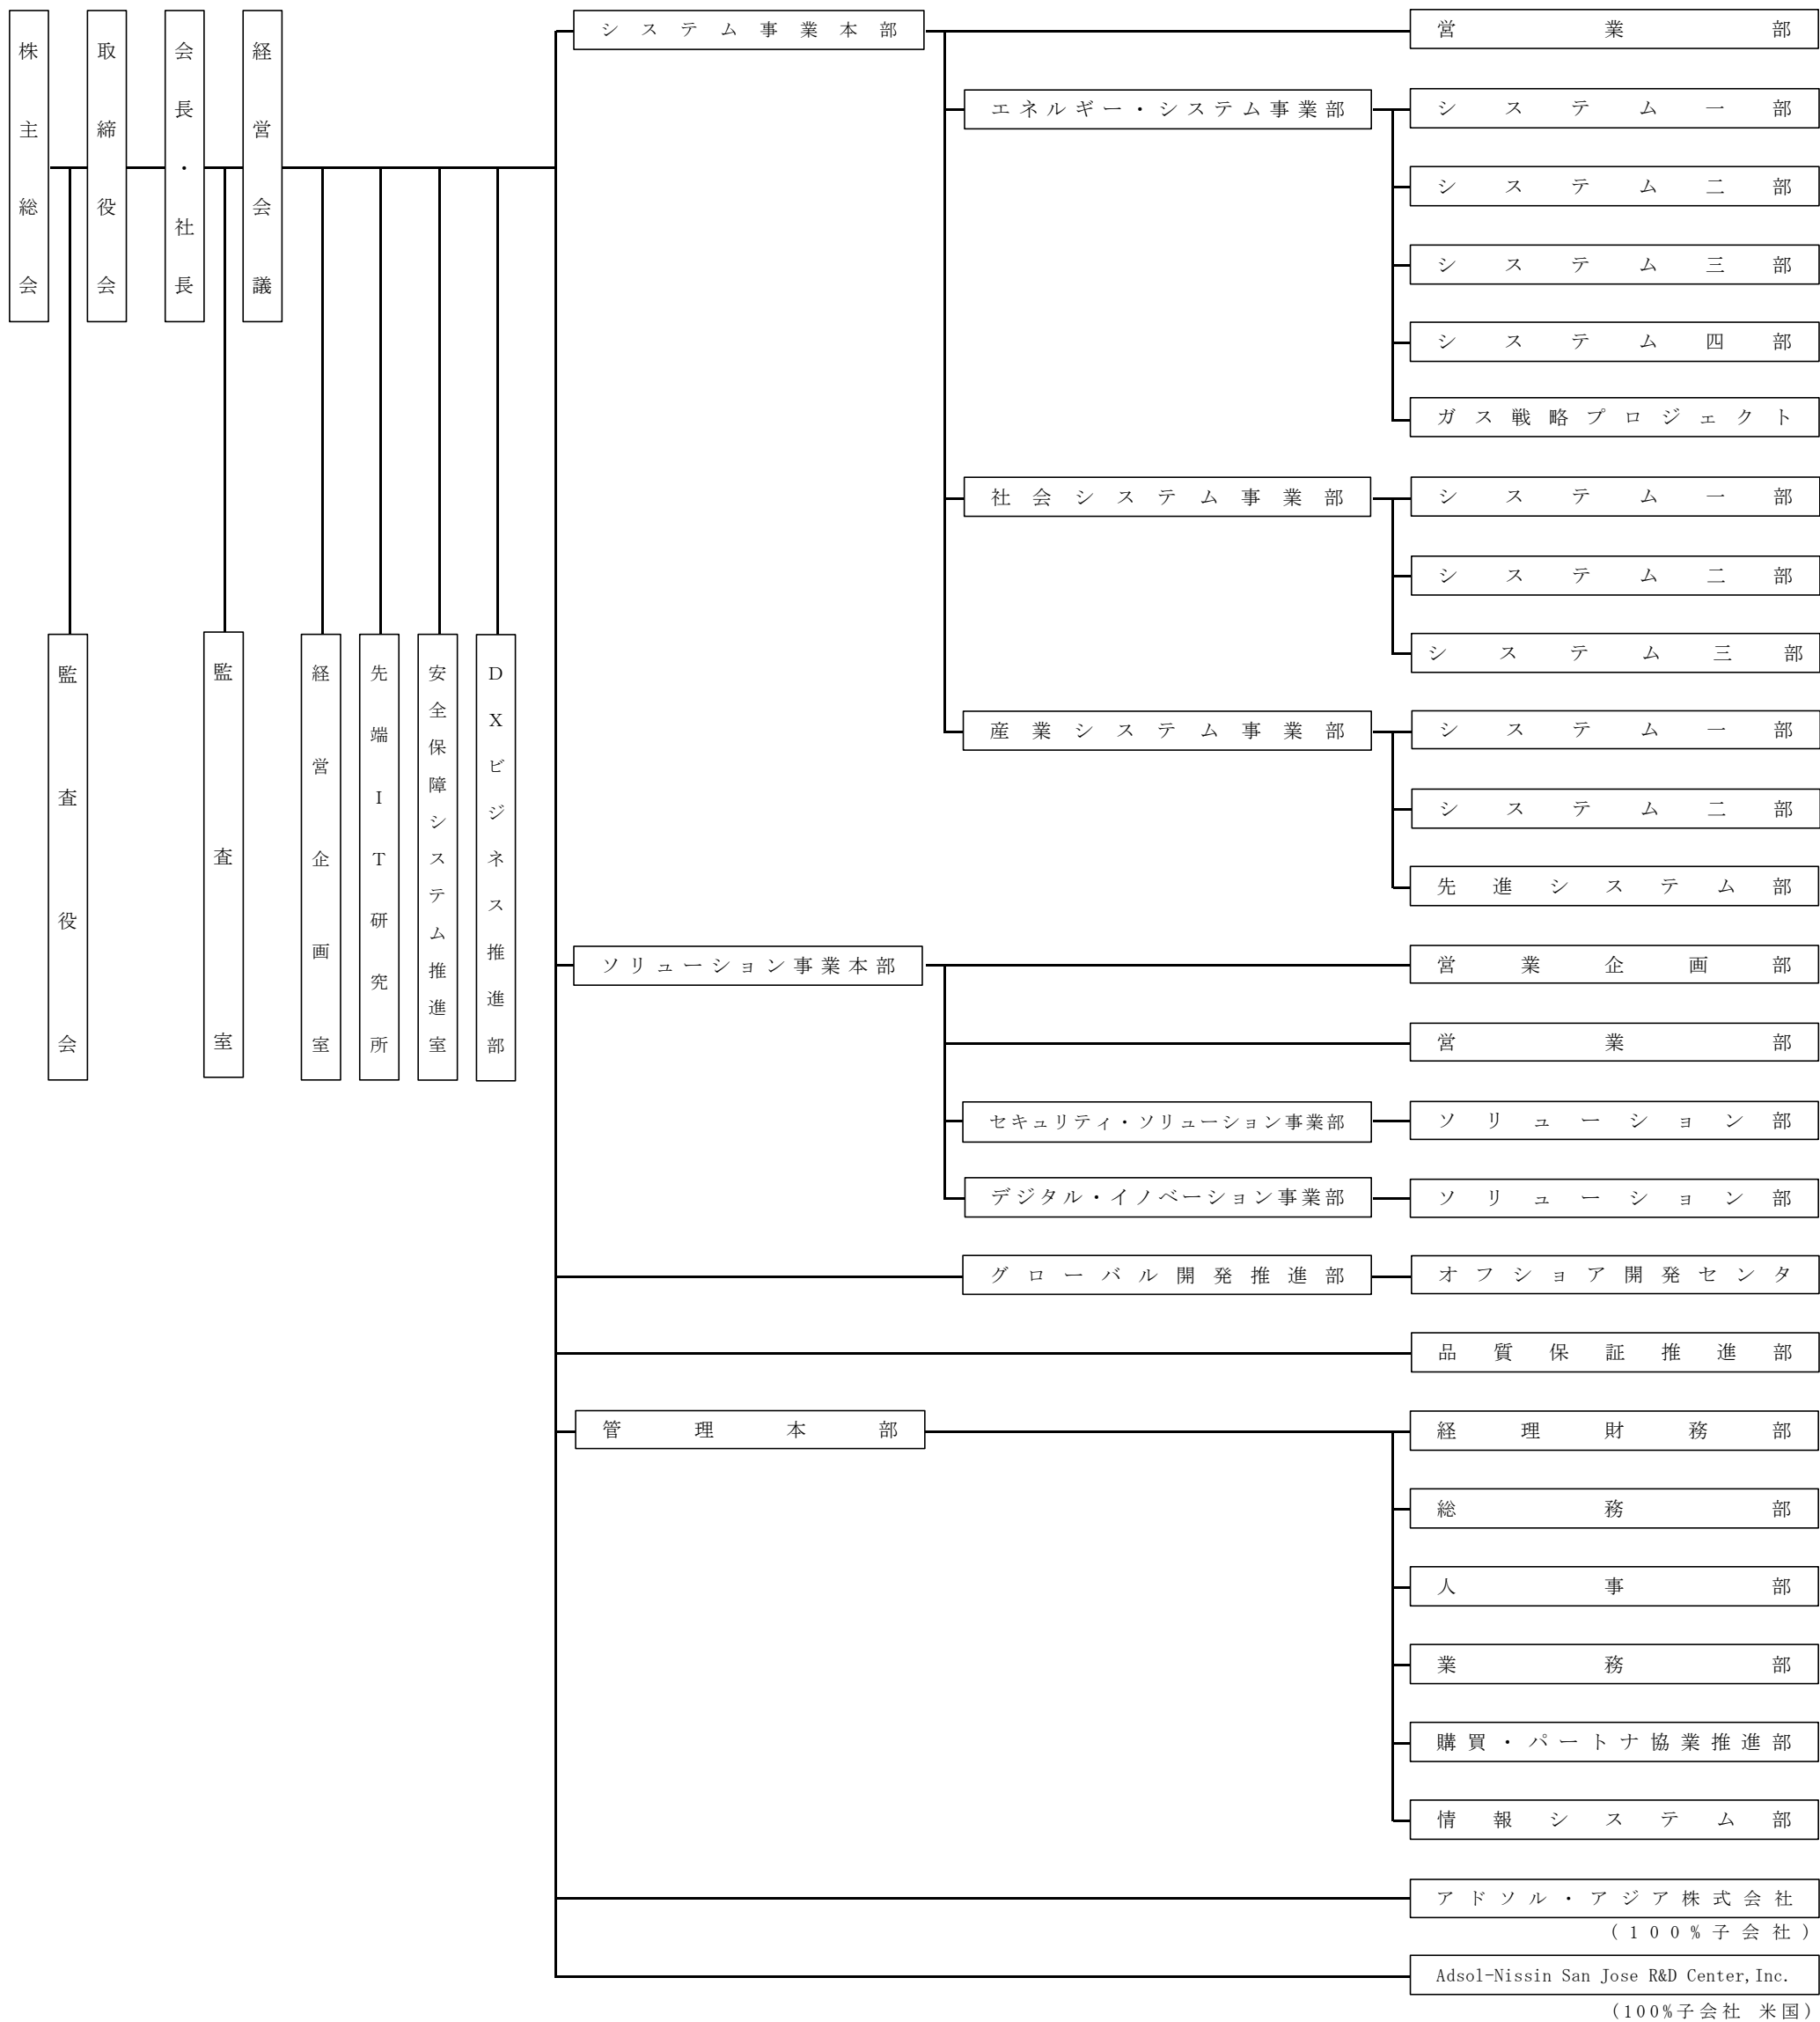 株主総会
取締役会
会長・社長
経営会議
監査役会
監査室
経営企画室
先端IT研究所
安全保障システム推進室
DXビジネス推進部
システム事業本部
営業部
エネルギー・システム事業部
システム一部
システム二部
システム三部
システム四部
ガス戦略プロジェクト
社会システム事業部
システム一部
システム二部
システム三部
産業システム事業部
システム一部
システム二部
先進システム部
ソリューション事業本部
営業企画部
営業部
セキュリティ・ソリューション事業部
ソリューション部
デジタル・イノベーション事業部
ソリューション部
グローバル開発推進部
オフショア開発センタ
品質保証推進部
管理本部
経理財務部
総務部
人事部
業務部
購買・パートナ協業推進部
情報システム部
アドソル・アジア株式会社
(100%子会社)
Adsol-Nissin San Jose R&D Center,Inc.
(100%子会社 米国)